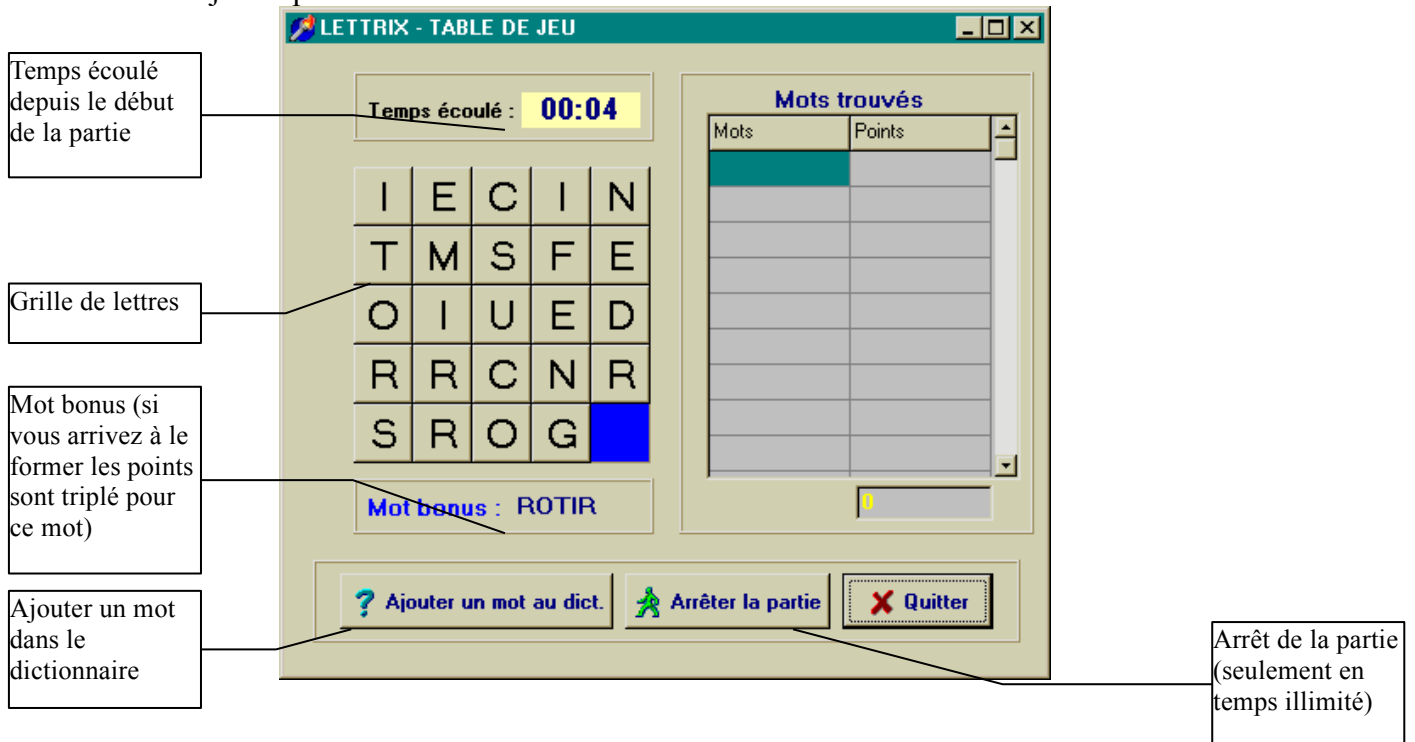 LETTRIX - TABLE DE JEU
Temps écoulé
depuis le début
de la partie
Temps écoulé : 00:04
Mots trouvés
Mots Points
I E C I N
T M S F E
O I U E D
R R C N R
S R O G
Grille de lettres
Mot bonus (si
vous arrivez à le
former les points
sont triplé pour
ce mot)
Mot bonus : ROTIR
0
Ajouter un mot
dans le
dictionnaire
? Ajouter un mot au dict. Arrêter la partie Quitter
Arrêt de la partie
(seulement en
temps illimité)